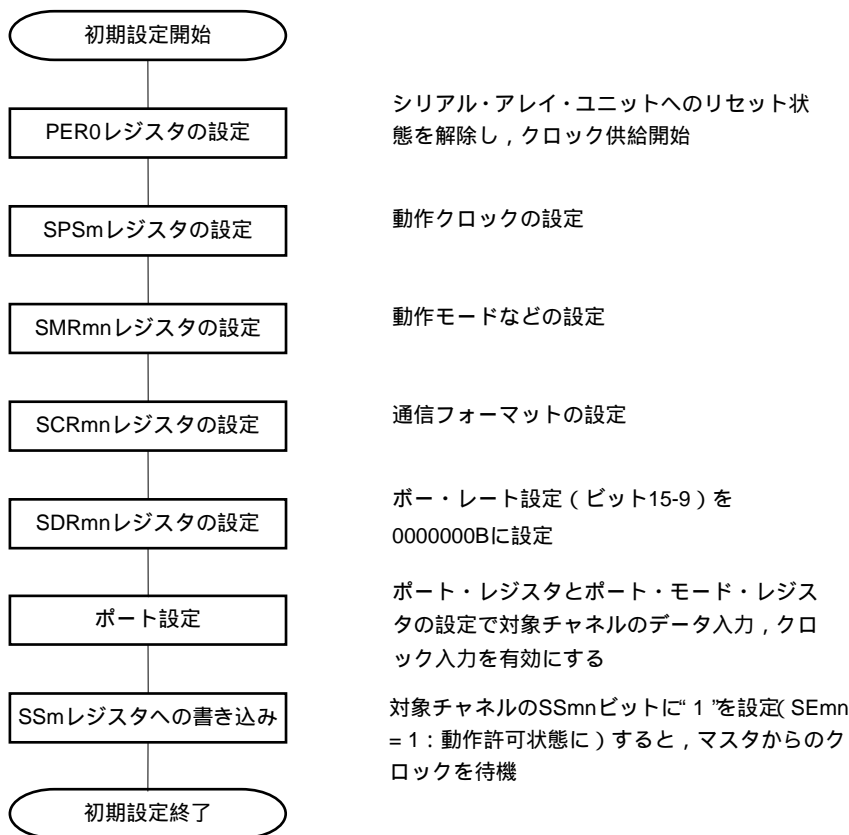 初期設定開始
PER0レジスタの設定
シリアル・アレイ・ユニットへのリセット状
態を解除し，クロック供給開始
SPSmレジスタの設定
動作クロックの設定
SMRmnレジスタの設定
動作モードなどの設定
SCRmnレジスタの設定
通信フォーマットの設定
SDRmnレジスタの設定
ボー・レート設定（ビット15-9）を
0000000Bに設定
ポート設定
ポート・レジスタとポート・モード・レジス
タの設定で対象チャネルのデータ入力，クロ
ック入力を有効にする
SSmレジスタへの書き込み
対象チャネルのSSmnビットに“1”を設定（SEmn
= 1：動作許可状態に）すると，マスタからのク
ロックを待機
初期設定終了